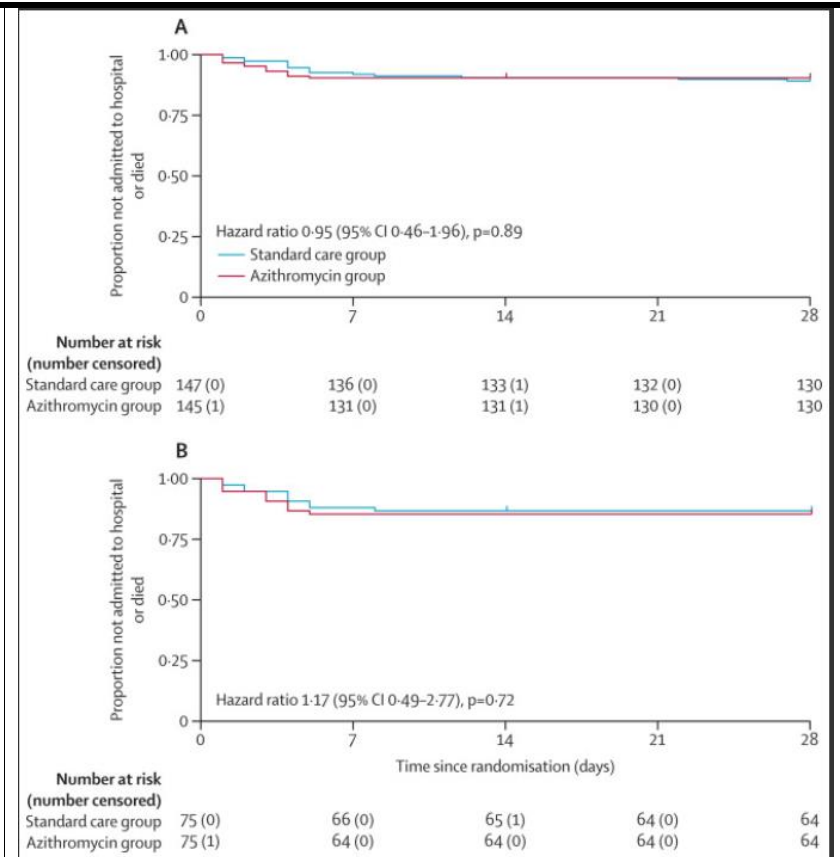 A
Proportion not admitted to hospital
or died
1·00
0·75
0·50
0·25
0
Hazard ratio 0·95 (95% CI 0·46–1·96), p=0·89
Standard care group
Azithromycin group
0 7 14 21 28
Number at risk
(number censored)
Standard care group 147 (0) 136 (0) 133 (1) 132 (0) 130
Azithromycin group 145 (1) 131 (0) 131 (1) 130 (0) 130
B
Proportion not admitted to hospital
or died
1·00
0·75
0·50
0·25
0
Hazard ratio 1·17 (95% CI 0·49–2·77), p=0·72
0 7 14 21 28
Time since randomisation (days)
Number at risk
(number censored)
Standard care group 75 (0) 66 (0) 65 (1) 64 (0) 64
Azithromycin group 75 (1) 64 (0) 64 (0) 64 (0) 64